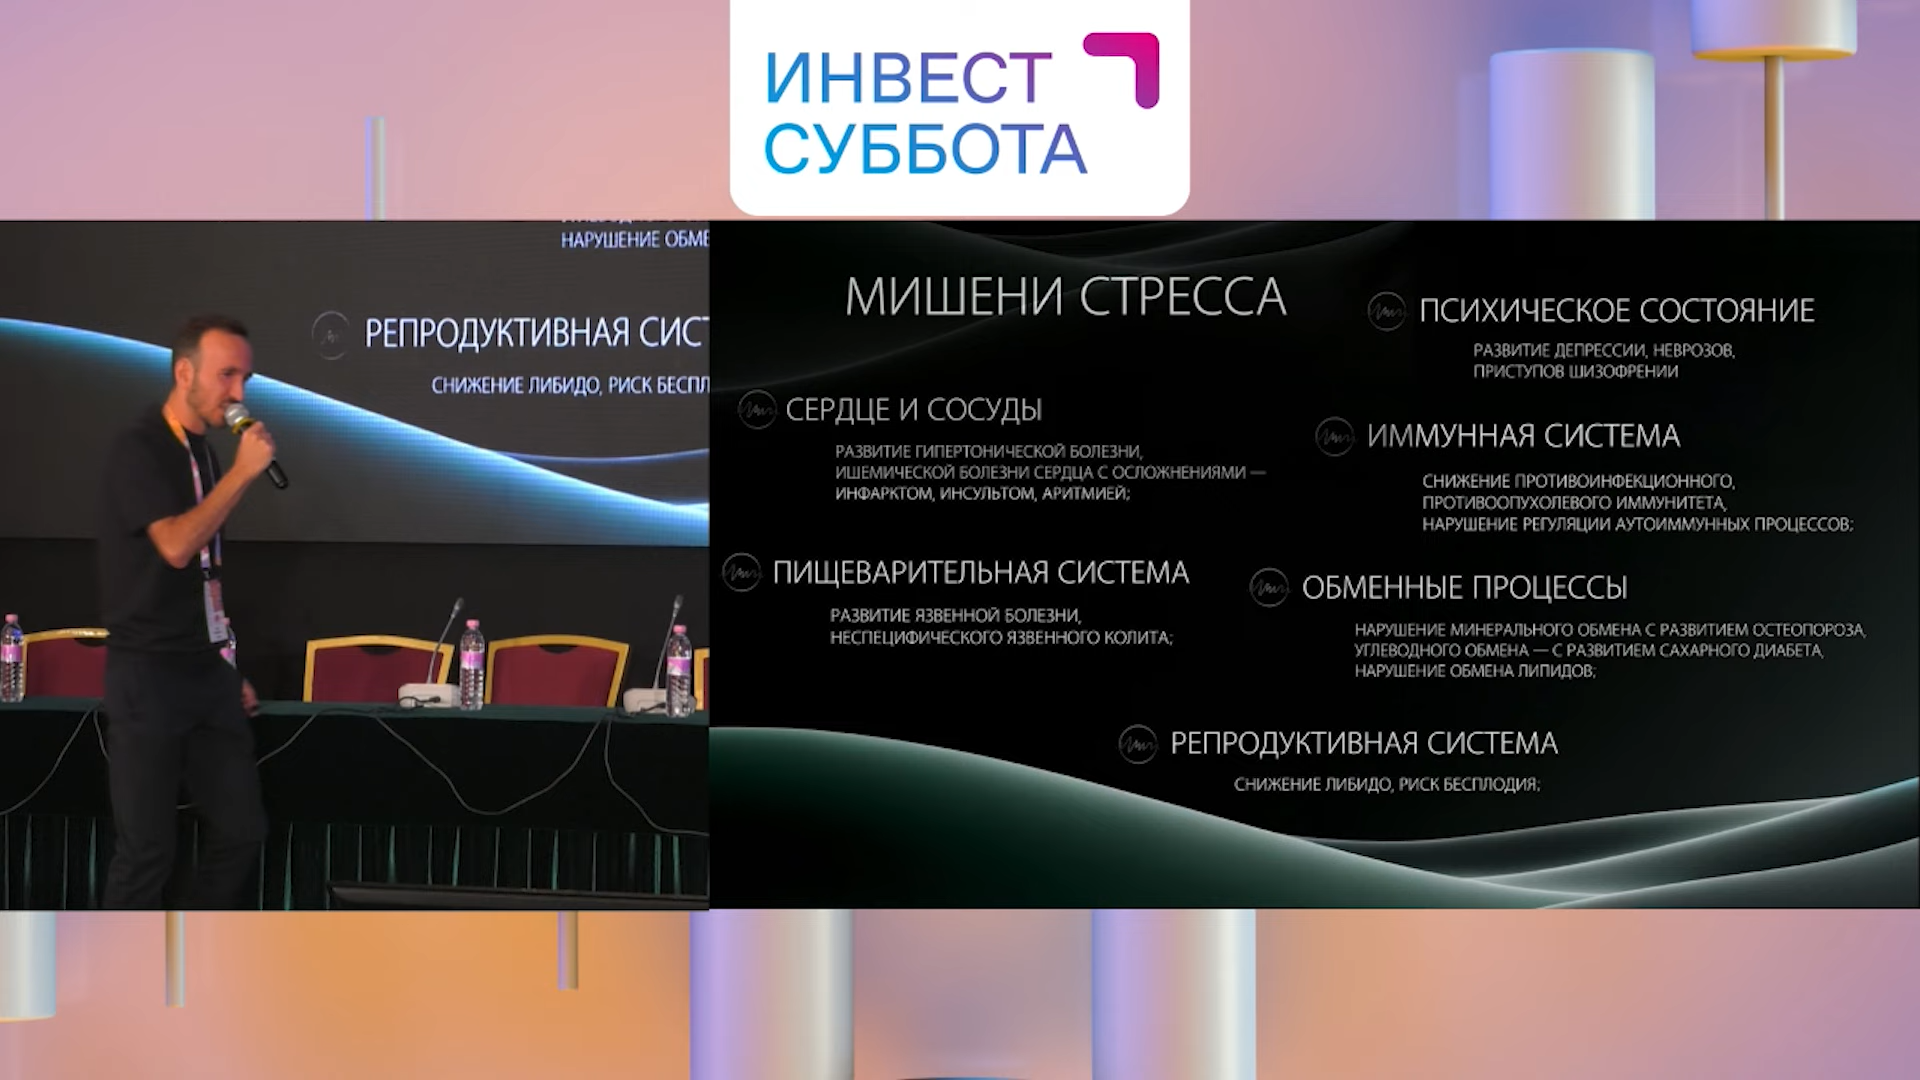 ИНВЕСТ
СУББОТА
НАРУШЕНИЕ ОБМЕ
РЕПРОДУКТИВНАЯ СИСТ
СНИЖЕНИЕ ЛИБИДО, РИСК БЕСПЛ
МИШЕНИ СТРЕССА
СЕРДЦЕ И СОСУДЫ
РАЗВИТИЕ ГИПЕРТОНИЧЕСКОЙ БОЛЕЗНИ,
ИШЕМИЧЕСКОЙ БОЛЕЗНИ СЕРДЦА С ОСЛОЖНЕНИЯМИ —
ИНФАРКТОМ, ИНСУЛЬТОМ, АРИТМИЕЙ;
ПИЩЕВАРИТЕЛЬНАЯ СИСТЕМА
РАЗВИТИЕ ЯЗВЕННОЙ БОЛЕЗНИ,
НЕСПЕЦИФИЧЕСКОГО ЯЗВЕННОГО КОЛИТА;
ПСИХИЧЕСКОЕ СОСТОЯНИЕ
РАЗВИТИЕ ДЕПРЕССИИ, НЕВРОЗОВ,
ПРИСТУПОВ ШИЗОФРЕНИИ
ИММУННАЯ СИСТЕМА
СНИЖЕНИЕ ПРОТИВОИНФЕКЦИОННОГО,
ПРОТИВООПУХОЛЕВОГО ИММУНИТЕТА,
НАРУШЕНИЕ РЕГУЛЯЦИИ АУТОИММУННЫХ ПРОЦЕССОВ;
ОБМЕННЫЕ ПРОЦЕССЫ
НАРУШЕНИЕ МИНЕРАЛЬНОГО ОБМЕНА С РАЗВИТИЕМ ОСТЕОПОРОЗА,
УГЛЕВОДНОГО ОБМЕНА — С РАЗВИТИЕМ САХАРНОГО ДИАБЕТА,
НАРУШЕНИЕ ОБМЕНА ЛИПИДОВ;
РЕПРОДУКТИВНАЯ СИСТЕМА
СНИЖЕНИЕ ЛИБИДО, РИСК БЕСПЛОДИЯ;